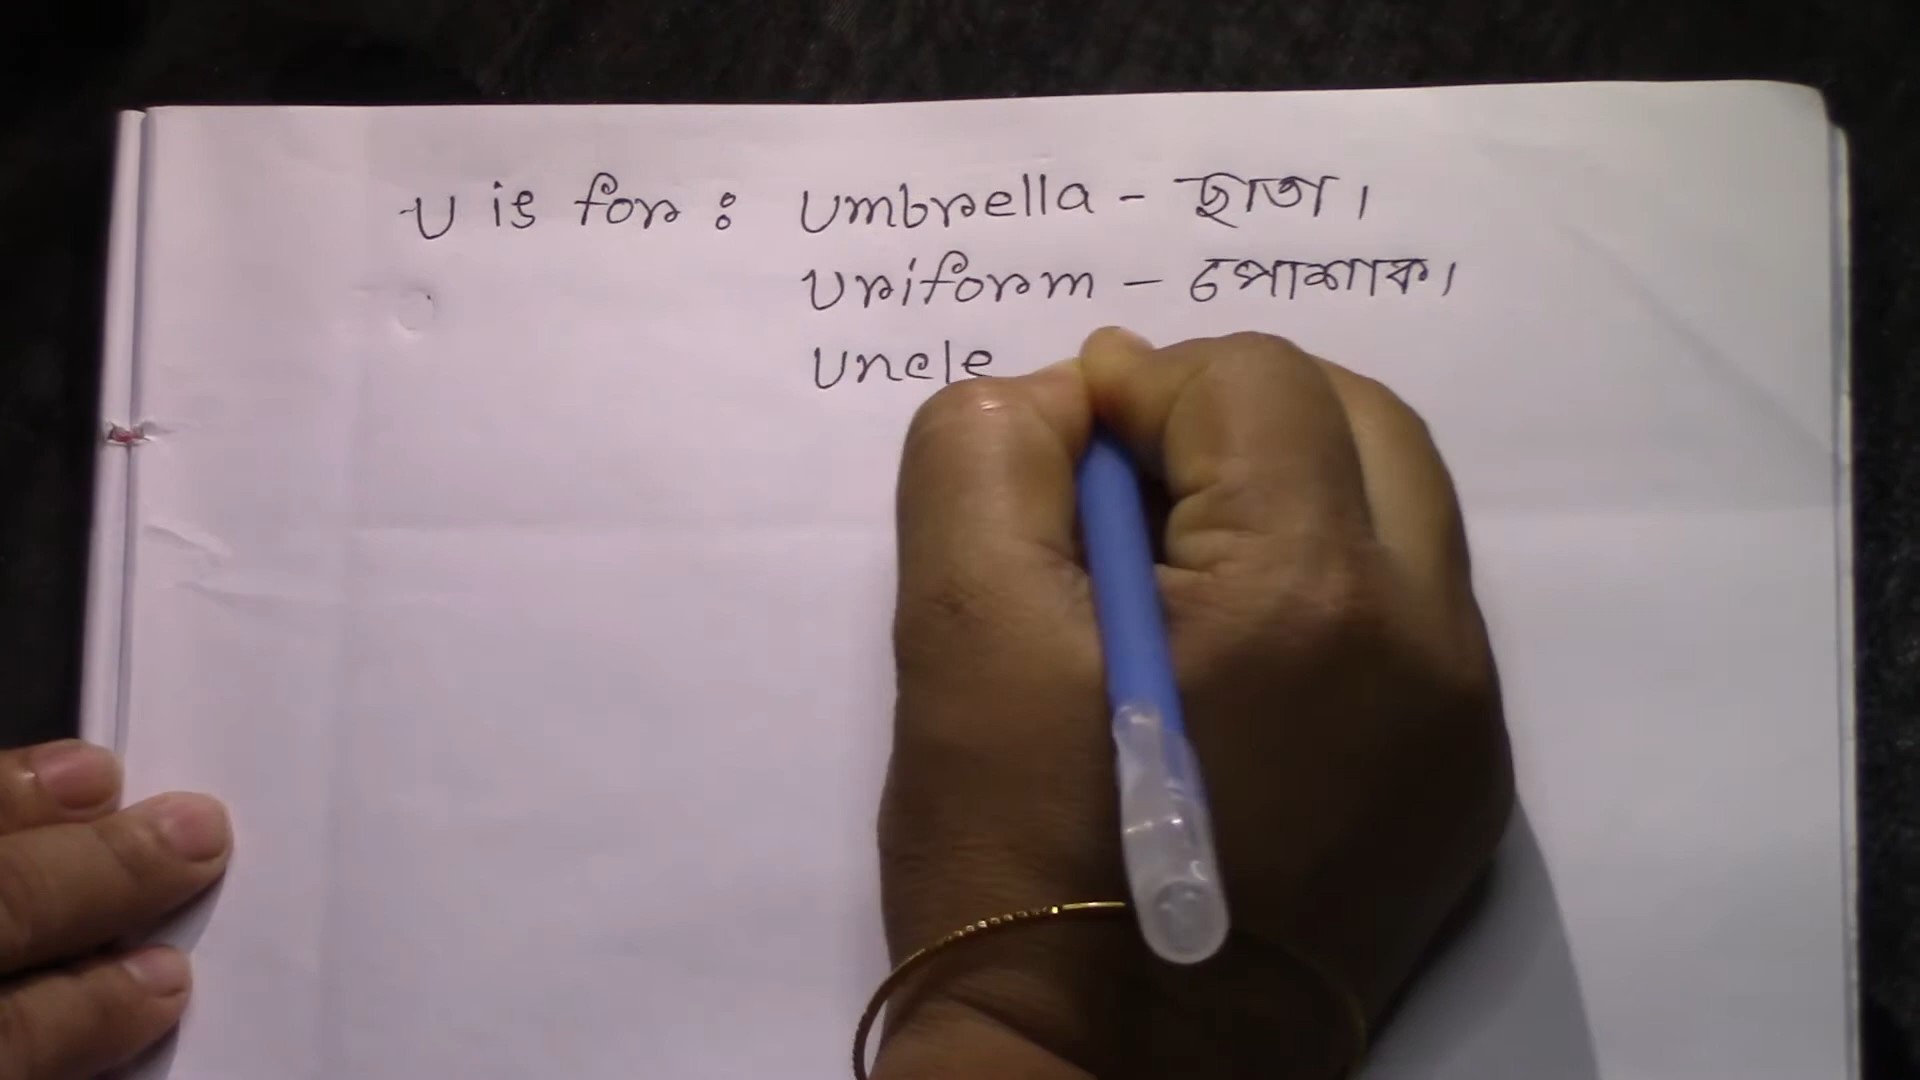 U is for : Umbrella - ছাতা।
Uniform - পোশাক।
Uncle